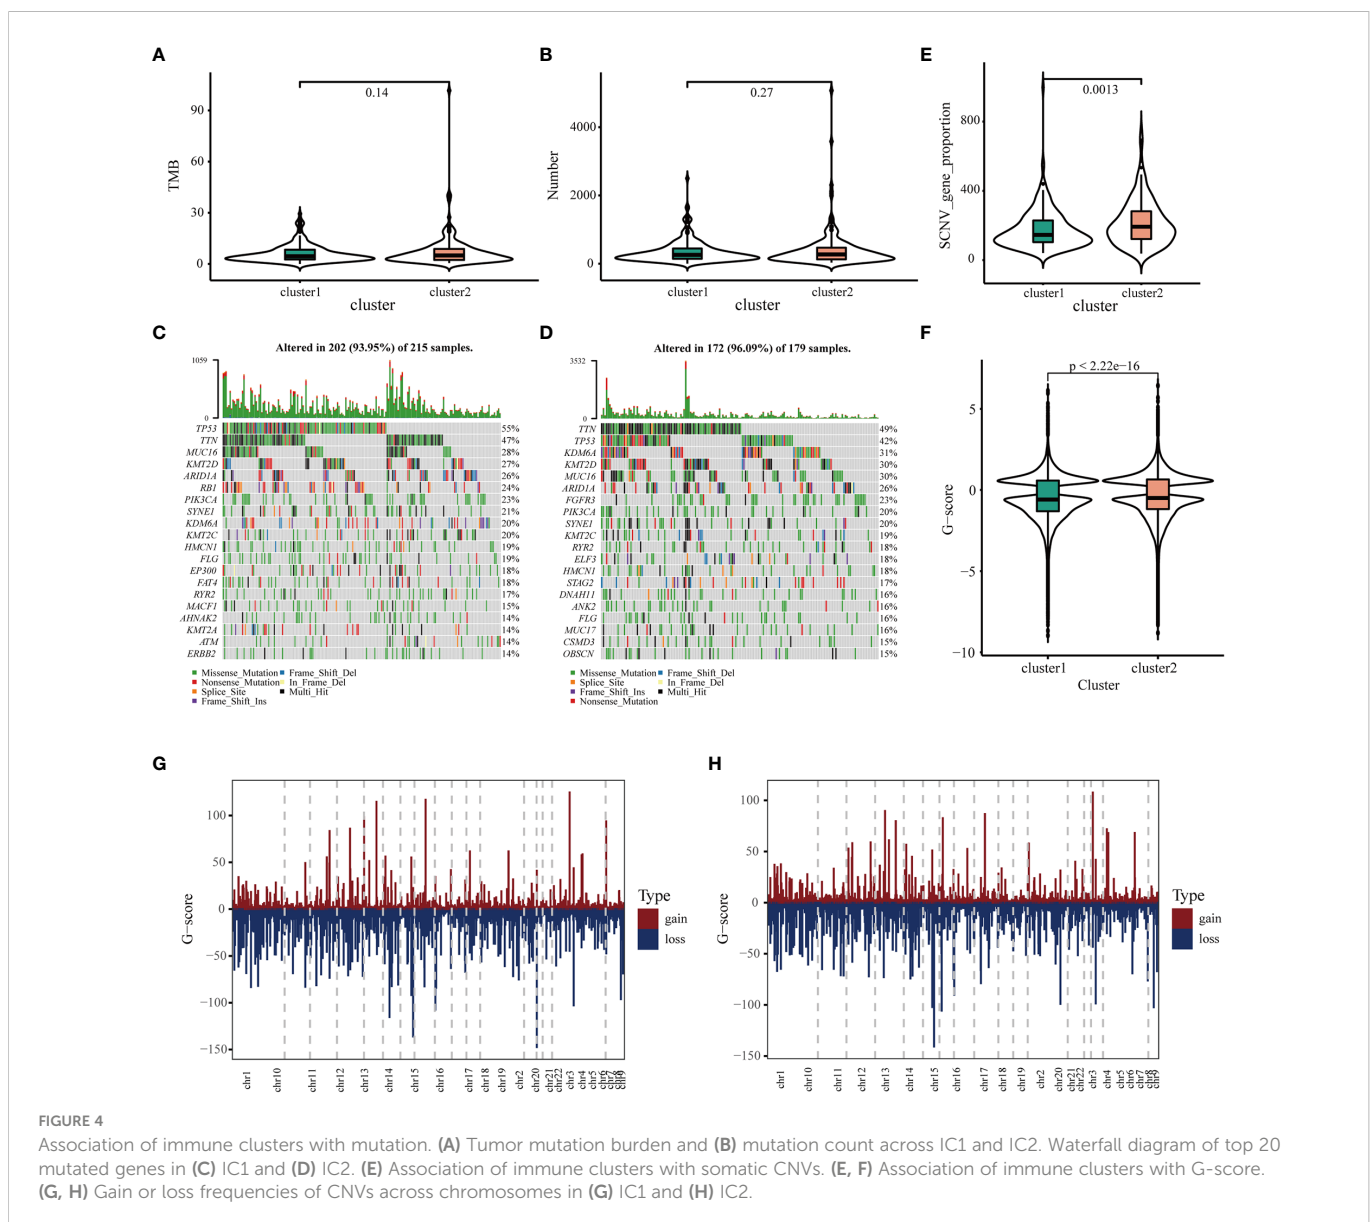 A
0.14
90
60
30
0
TMB
cluster1
cluster2
cluster
B
0.27
4000
2000
0
Number
cluster1
cluster2
cluster
E
0.0013
800
400
0
SCNV_gene_proportion
cluster1
cluster2
cluster
C
Altered in 202 (93.95%) of 215 samples.
1059
0
TP53 55%
TTN 47%
MUC16 28%
KMT2D 27%
ARID1A 26%
RB1 24%
PIK3CA 23%
SYNE1 21%
KDM6A 20%
KMT2C 20%
HMCN1 19%
FLG 19%
EP300 18%
FAT4 18%
RYR2 17%
MACF1 15%
AHNAK2 14%
KMT2A 14%
ATM 14%
ERBB2 14%
Missense_Mutation Frame_Shift_Del
Nonsense_Mutation In_Frame_Del
Splice_Site Multi_Hit
Frame_Shift_Ins
D
Altered in 172 (96.09%) of 179 samples.
3532
0
TTN 49%
TP53 42%
KDM6A 31%
KMT2D 30%
MUC16 30%
ARID1A 26%
FGFR3 23%
PIK3CA 20%
SYNE1 20%
KMT2C 19%
RYR2 18%
ELF3 18%
HMCN1 18%
STAG2 17%
DNAH11 16%
ANK2 16%
FLG 16%
MUC17 16%
CSMD3 15%
OBSCN 15%
Missense_Mutation Frame_Shift_Del
Splice_Site In_Frame_Del
Frame_Shift_Ins Multi_Hit
Nonsense_Mutation
F
p < 2.22e−16
5
0
−5
−10
G−score
cluster1
cluster2
Cluster
G
100
50
0
−50
−100
−150
G−score
chr1
chr10
chr11
chr12
chr13
chr14
chr15
chr16
chr17
chr18
chr19
chr2
chr20
chr21
chr22
chr3
chr4
chr5
chr6
chr7
chr8
chr9
Type
gain
loss
H
100
50
0
−50
−100
−150
G−score
chr1
chr10
chr11
chr12
chr13
chr14
chr15
chr16
chr17
chr18
chr19
chr2
chr20
chr21
chr22
chr3
chr4
chr5
chr6
chr7
chr8
chr9
Type
gain
loss
FIGURE 4
Association of immune clusters with mutation. (A) Tumor mutation burden and (B) mutation count across IC1 and IC2. Waterfall diagram of top 20
mutated genes in (C) IC1 and (D) IC2. (E) Association of immune clusters with somatic CNVs. (E, F) Association of immune clusters with G-score.
(G, H) Gain or loss frequencies of CNVs across chromosomes in (G) IC1 and (H) IC2.